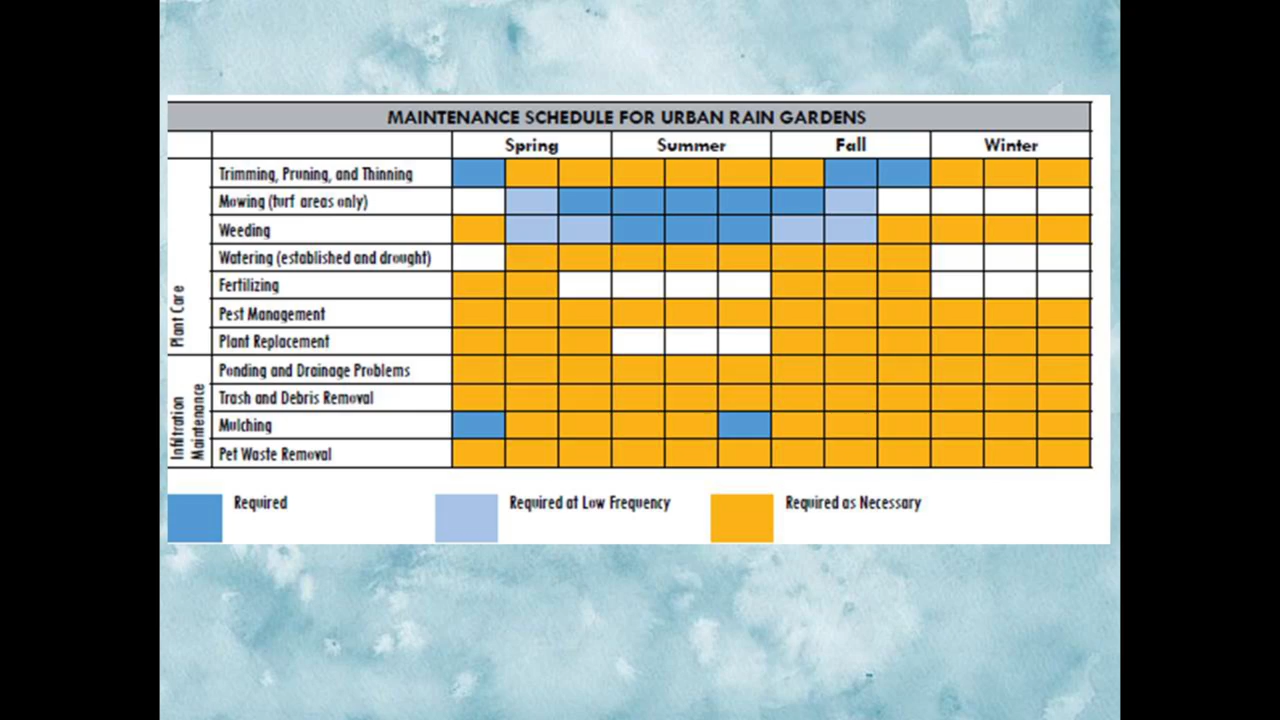 MAINTENANCE SCHEDULE FOR URBAN RAIN GARDENS
Spring Summer Fall Winter
Plant Care
Trimming, Pruning, and Thinning
Mowing (turf areas only)
Weeding
Watering (established and drought)
Fertilizing
Pest Management
Plant Replacement
Infiltration
Maintenance
Ponding and Drainage Problems
Trash and Debris Removal
Mulching
Pet Waste Removal
Required Required at Low Frequency Required as Necessary